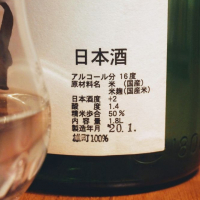 日本酒
アルコール分 16度
原材料名 米 (国産)
米麹(国産米)
日本酒度 +2
酸度 1.4
精米歩合 50%
内容量 1.8L
製造年月 '20.1.
雄町100%